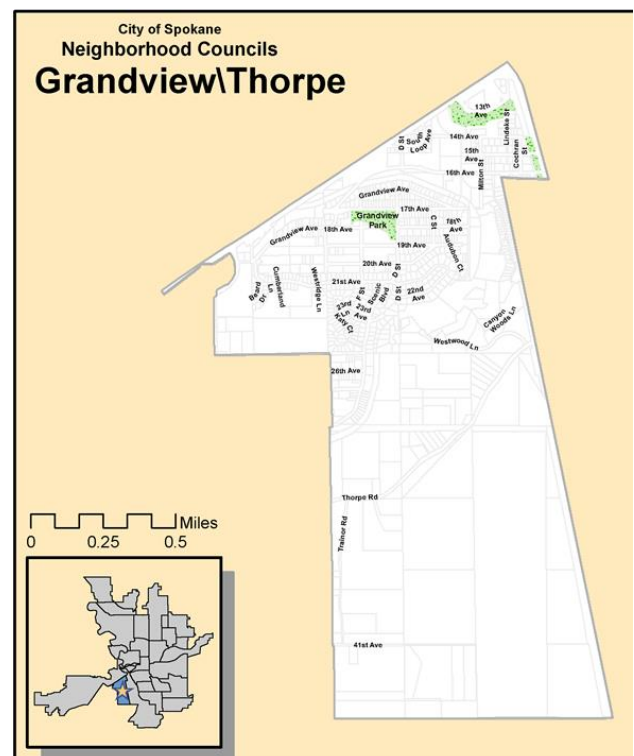 City of Spokane
Neighborhood Councils
Grandview\Thorpe
13th
Ave
Lindeke St
14th Ave
D St
South
Loop Ave
15th
Ave
Cochran
St
16th Ave
Milton St
Grandview Ave
17th Ave
Grandview
Park
C St
18th
Ave
18th Ave
Grandview Ave
19th Ave
Audubon Ct
20th Ave
D St
21st Ave
Beard
Dr
Cumberland
Ln
Westridge Ln
F St
Scenic
Blvd
D St
22nd
Ave
23rd
Ln
23rd
Ave
Katy Ct
Canyon
Woods Ln
Westwood Ln
26th Ave
Thorpe Rd
Trainor Rd
41st Ave
Miles
0 0.25 0.5